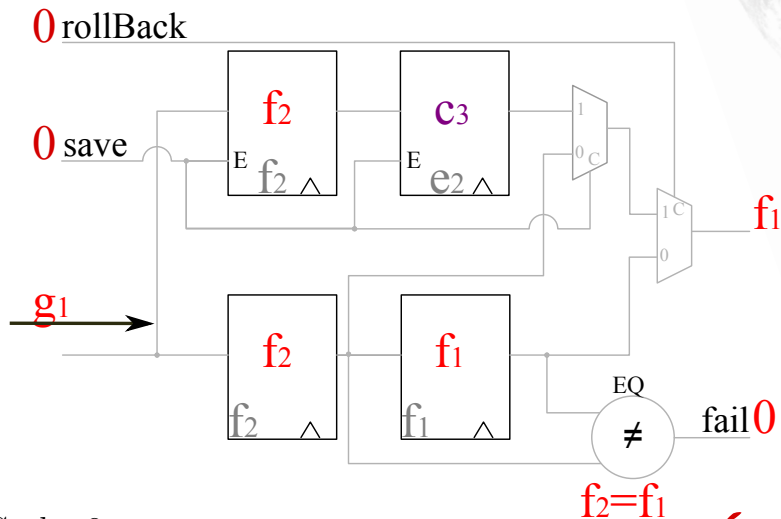 0 rollBack
f2 c3
1
0 save
E f2
E e2
0 C
1 C
f1
0
g1
f2 f1
f2 f1
EQ
≠
fail 0
f2=f1